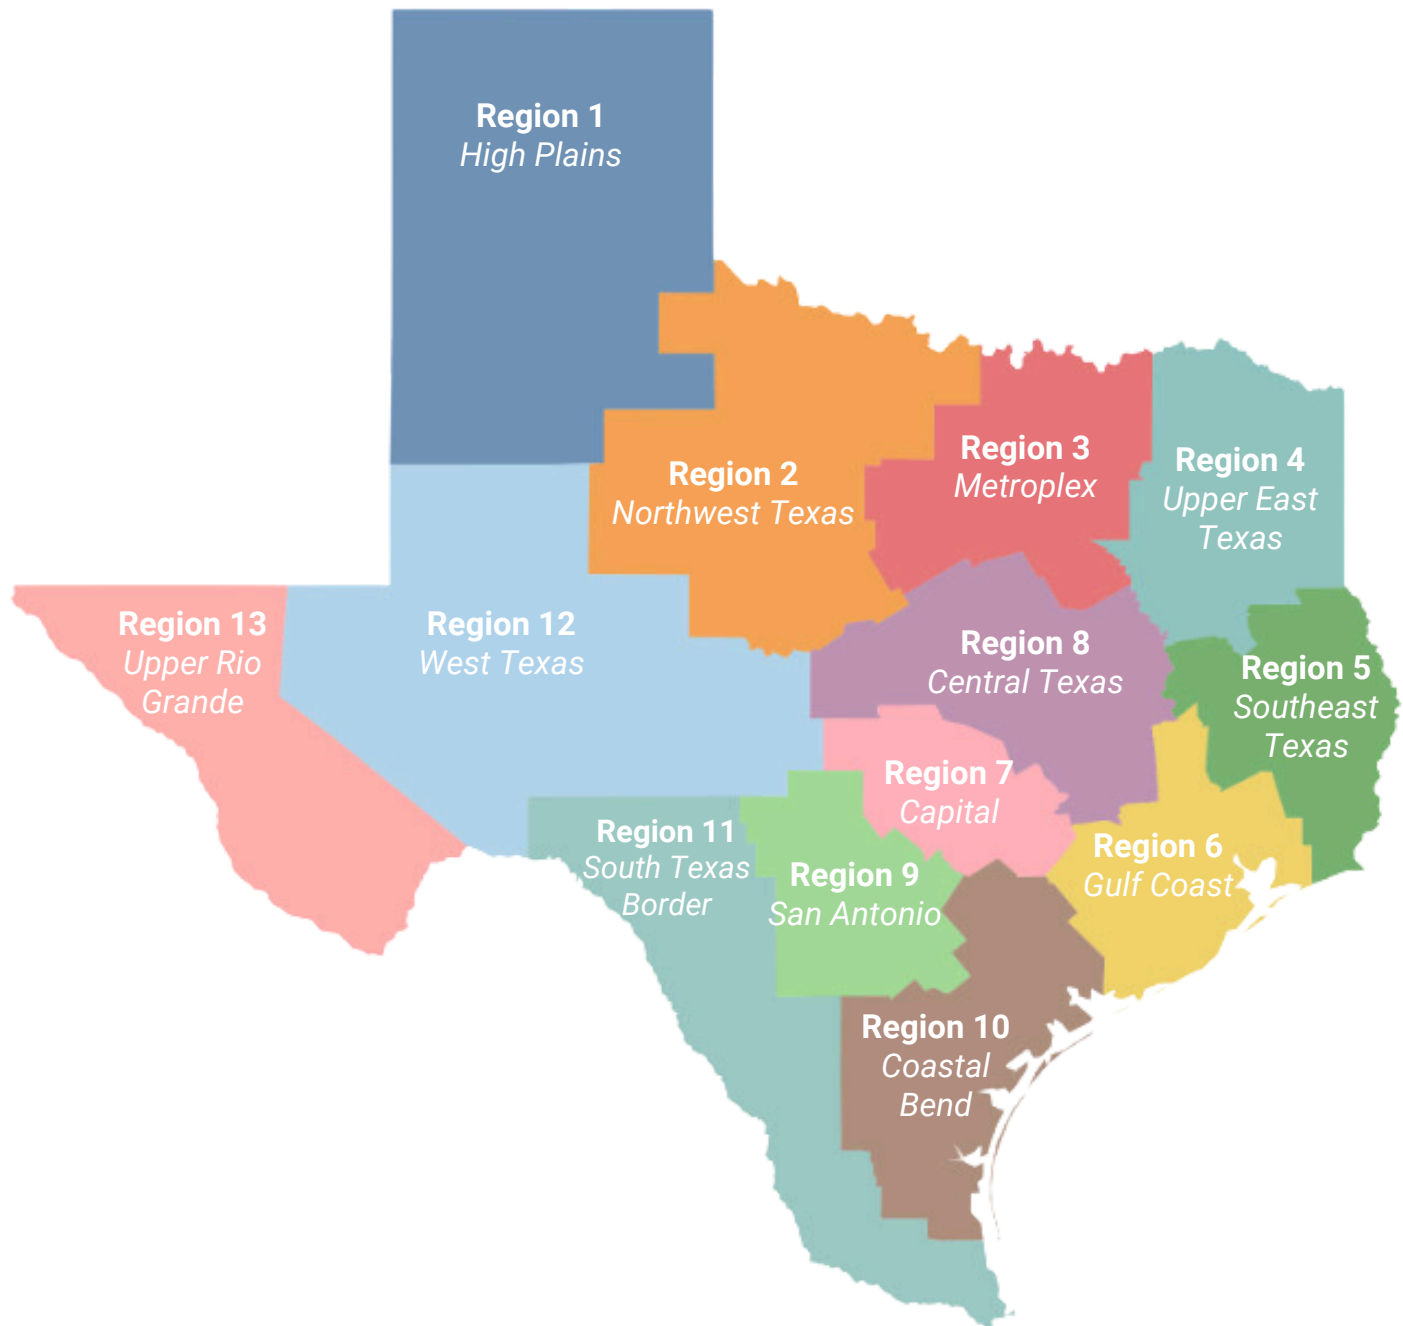 Region 1
High Plains
Region 2
Northwest Texas
Region 3
Metroplex
Region 4
Upper East
Texas
Region 13
Upper Rio
Grande
Region 12
West Texas
Region 8
Central Texas
Region 5
Southeast
Texas
Region 7
Capital
Region 11
South Texas
Border
Region 9
San Antonio
Region 6
Gulf Coast
Region 10
Coastal
Bend